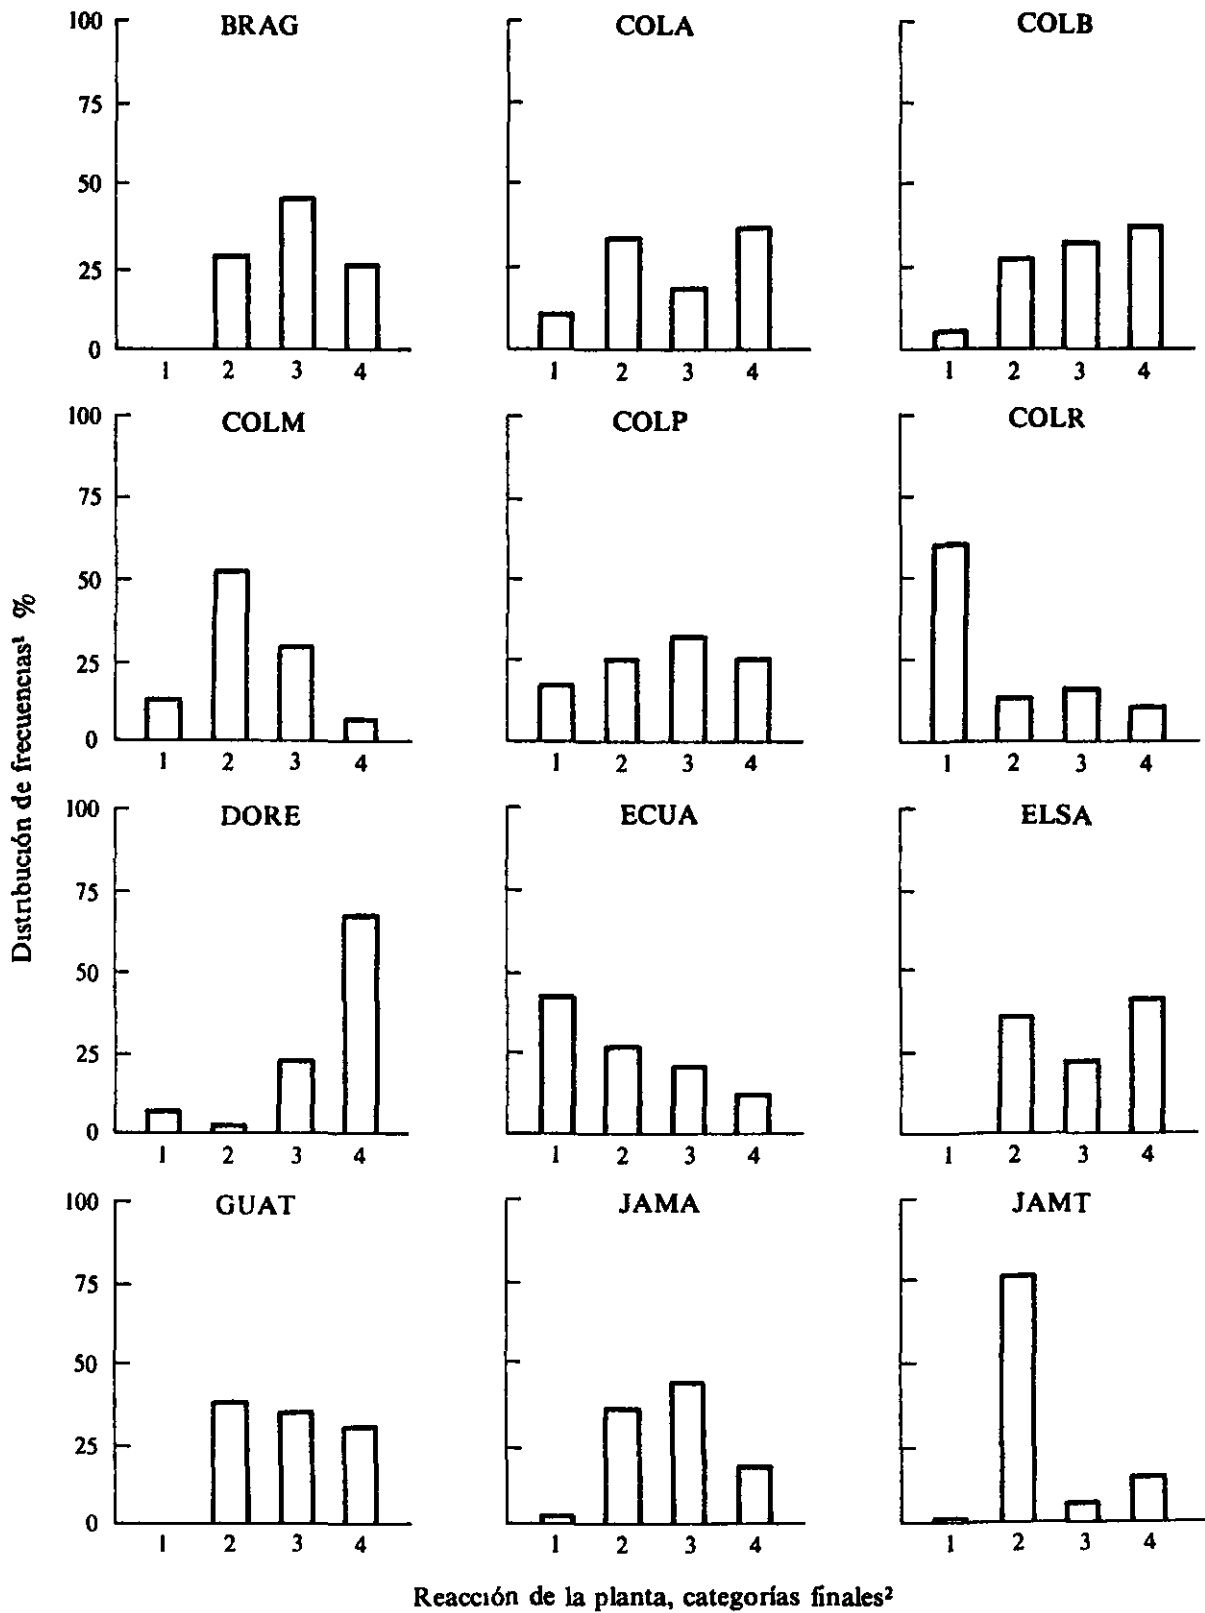 BRAG COLA COLB
100
75
50
25
0
1 2 3 4 1 2 3 4 1 2 3 4
COLM COLP COLR
100
75
50
25
0
1 2 3 4 1 2 3 4 1 2 3 4
Distribución de frecuencias¹ %
DORE ECUA ELSA
100
75
50
25
0
1 2 3 4 1 2 3 4 1 2 3 4
GUAT JAMA JAMT
100
75
50
25
0
1 2 3 4 1 2 3 4 1 2 3 4
Reacción de la planta, categorías finales²